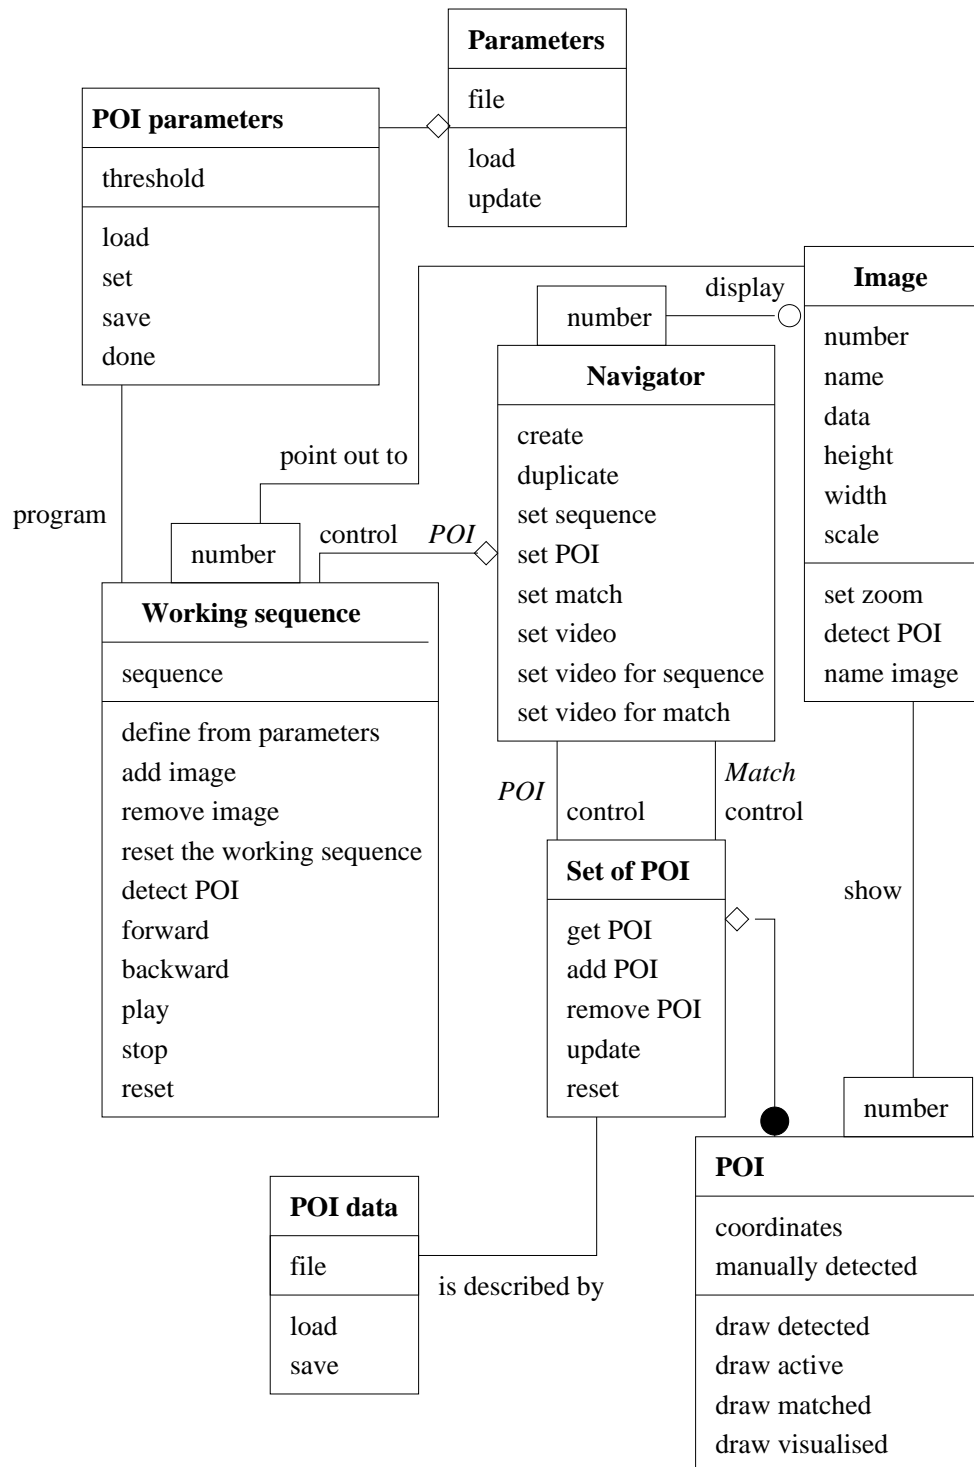 Parameters
file
load
update
POI parameters
threshold
load
set
save
done
program
Image
number
name
data
height
width
scale
set zoom
detect POI
name image
display
number
Navigator
create
duplicate
set sequence
set POI
set match
set video
set video for sequence
set video for match
point out to
number
control POI
Working sequence
sequence
define from parameters
add image
remove image
reset the working sequence
detect POI
forward
backward
play
stop
reset
POI
control
Match
control
Set of POI
get POI
add POI
remove POI
update
reset
show
number
POI
coordinates
manually detected
draw detected
draw active
draw matched
draw visualised
POI data
file
load
save
is described by